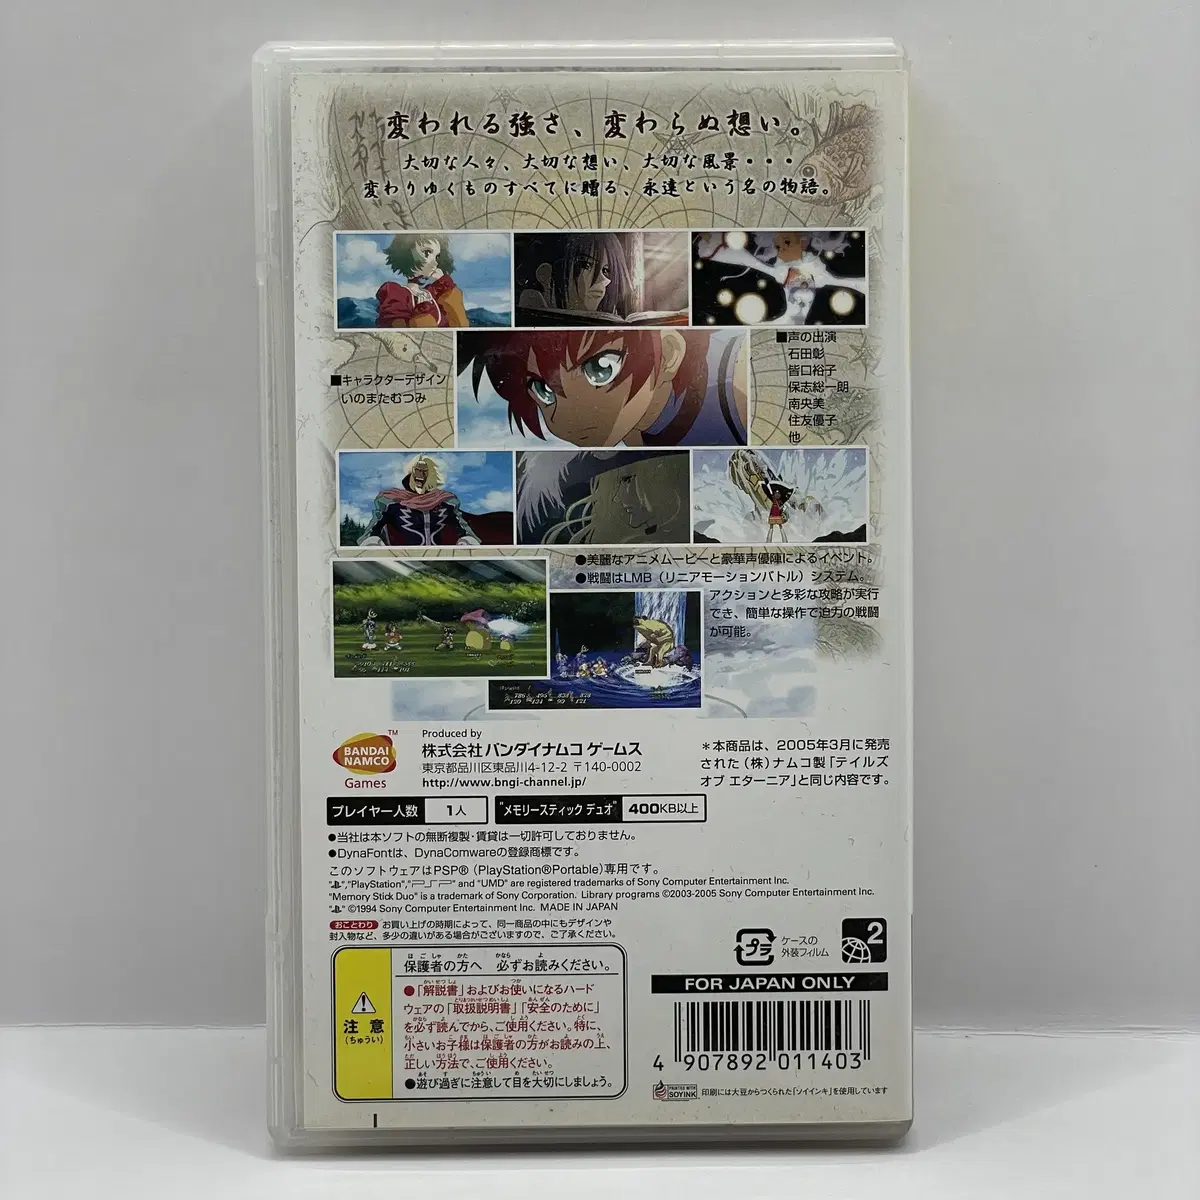 変われる強さ、変わらぬ想い。
大切な人々、大切な想い、大切な風景・・・
変わりゆくものすべてに贈る、永遠という名の物語。
■キャラクターデザイン
いのまたむつみ
■声の出演
石田彰
皆口裕子
保志総一朗
南央美
住友優子
他
●美麗なアニメムービーと豪華声優陣によるイベント。
●戦闘はLMB（リニアモーションバトル）システム。
アクションと多彩な攻略が実行
でき、簡単な操作で迫力の戦闘
が可能。
BANDAI
NAMCO
Games
TM
Produced by
株式会社 バンダイナムコ ゲームス
東京都品川区東品川4-12-2 〒140-0002
http://www.bngi-channel.jp/
＊本商品は、2005年3月に発売
された（株）ナムコ製「テイルズ
オブ エターニア」と同じ内容です。
プレイヤー人数 1人 "メモリースティック デュオ" 400KB以上
●当社は本ソフトの無断複製・賃貸は一切許可しておりません。
●DynaFontは、DynaComwareの登録商標です。
このソフトウェアはPSP®（PlayStation®Portable）専用です。
" ","PlayStation","PSP" and "UMD" are registered trademarks of Sony Computer Entertainment Inc.
"Memory Stick Duo" is a trademark of Sony Corporation. Library programs ©2003-2005 Sony Computer Entertainment Inc.
" " ©1994 Sony Computer Entertainment Inc. MADE IN JAPAN
おことわり お買い上げの時期によって、同一商品の中にもデザインや
封入物など、多少の違いがある場合がございますので、ご了承ください。
注意
（ちゅうい）
保護者の方へ 必ずお読みください。
●「解説書」およびお使いになるハード
ウェアの「取扱説明書」「安全のために」
を必ず読んでから、ご使用ください。特に、
小さいお子様は保護者の方がお読みの上、
正しい方法で、ご使用ください。
●遊び過ぎに注意して目を大切にしましょう。
プラ
ケースの
外装フィルム
2
FOR JAPAN ONLY
4 907892 011403
PRINTED WITH
SOYINK
印刷には大豆からつくられた「ソイインキ」を使用しています